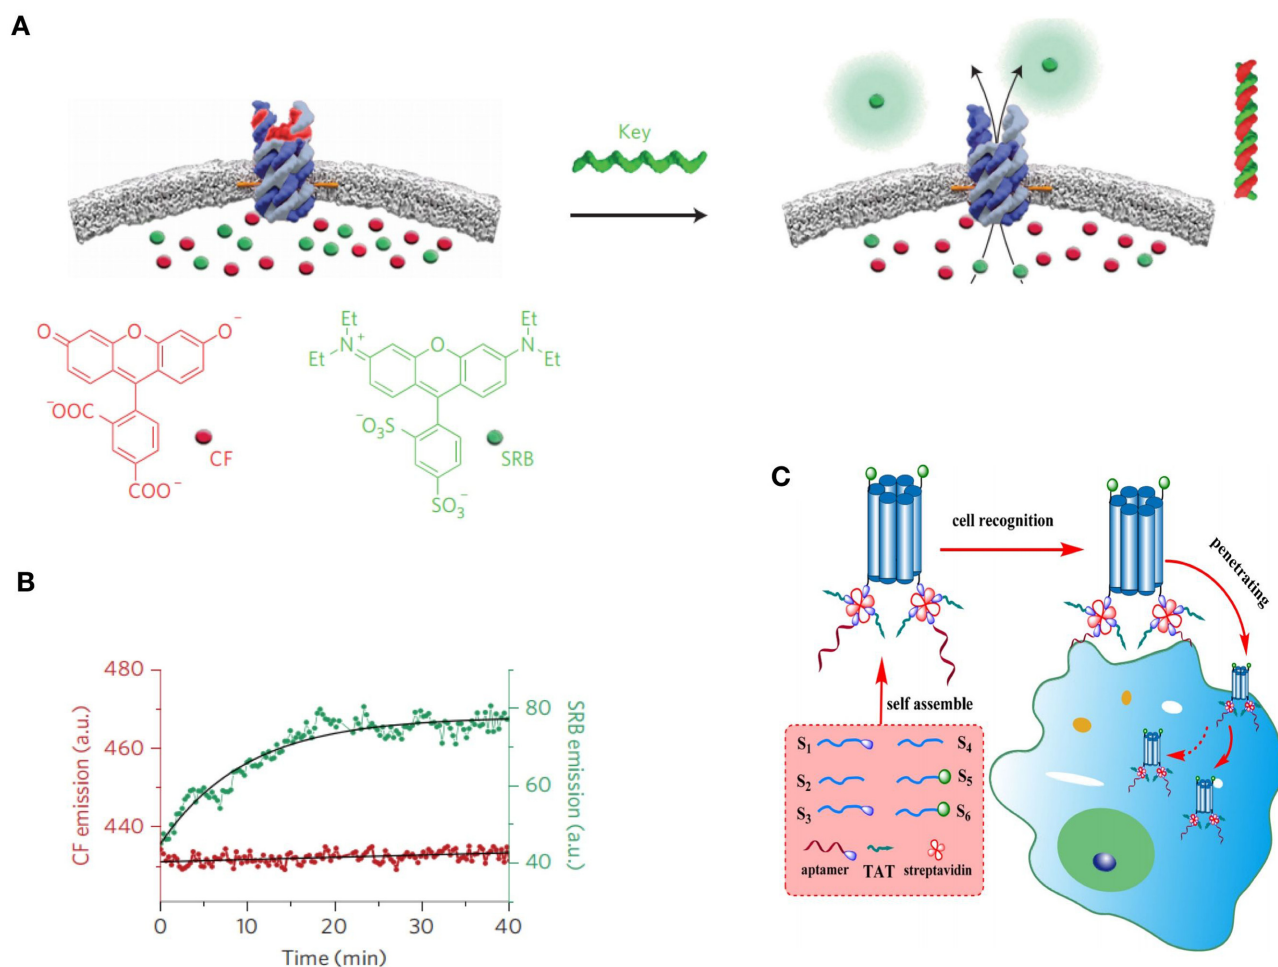 A
Key
Et
Et
Et
N
+
O
N
Et
O
O
O⁻
⁻OOC
CF
COO⁻
⁻O₃S
SRB
SO₃⁻
B
480
460
440
CF emission (a.u.)
80
60
40
SRB emission (a.u.)
0
10
20
30
40
Time (min)
C
cell recognition
penetrating
self assemble
S₁
S₄
S₂
S₅
S₃
S₆
aptamer
TAT
streptavidin